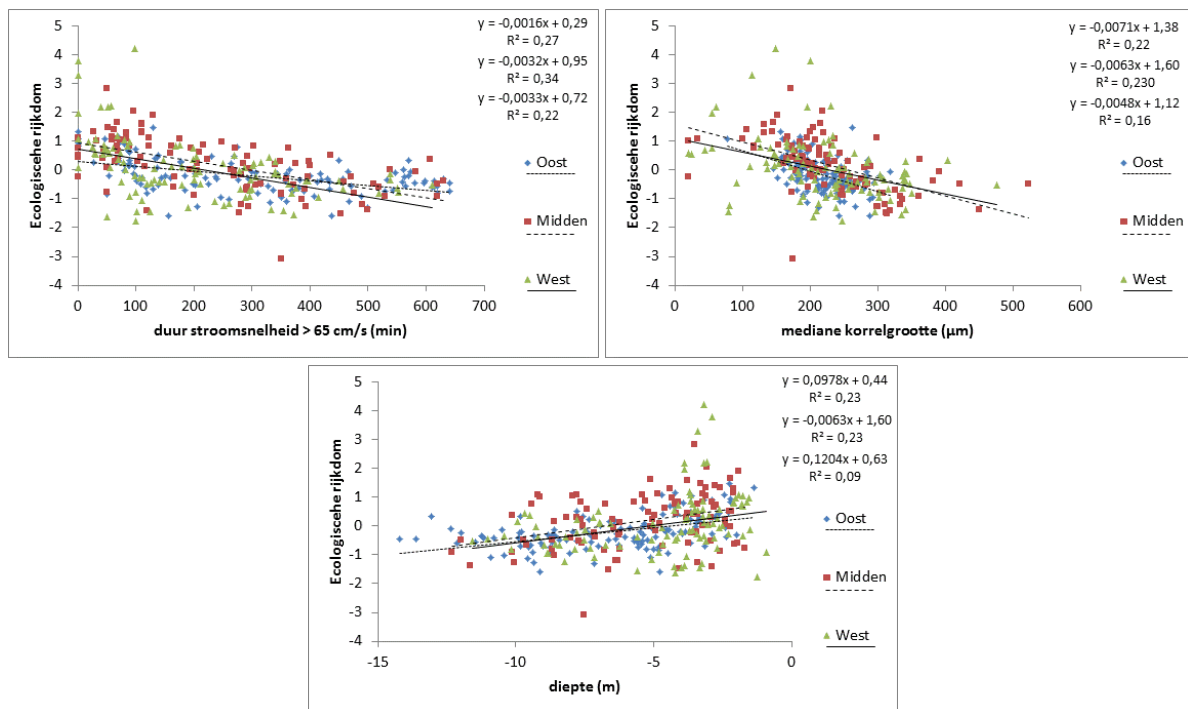 y = -0,0016x + 0,29
R² = 0,27
y = -0,0032x + 0,95
R² = 0,34
y = -0,0033x + 0,72
R² = 0,22
5
4
3
2
1
0
-1
-2
-3
-4
Ecologiscehe rijkdom
0
100
200
300
400
500
600
700
duur stroomsnelheid > 65 cm/s (min)
Oost
Midden
West
y = -0,0071x + 1,38
R² = 0,22
y = -0,0063x + 1,60
R² = 0,230
y = -0,0048x + 1,12
R² = 0,16
5
4
3
2
1
0
-1
-2
-3
-4
Ecologiscehe rijkdom
0
100
200
300
400
500
600
mediane korrelgrootte (µm)
Oost
Midden
West
y = 0,0978x + 0,44
R² = 0,23
y = -0,0063x + 1,60
R² = 0,23
y = 0,1204x + 0,63
R² = 0,09
5
4
3
2
1
0
-1
-2
-3
-4
Ecologiscehe rijkdom
-15
-10
-5
0
diepte (m)
Oost
Midden
West